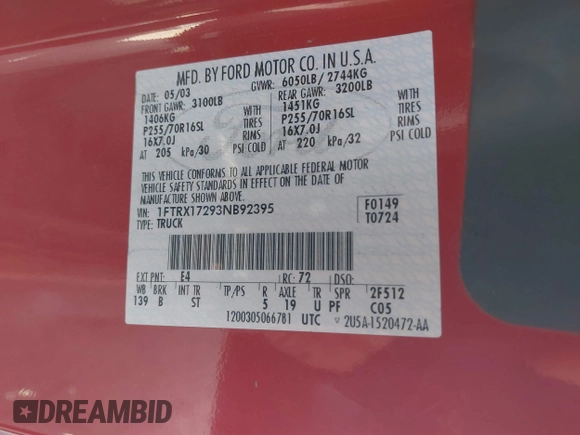 MFD. BY FORD MOTOR CO. IN U.S.A.
DATE: 05/03 GVWR: 6050LB/ 2744KG
FRONT GAWR: 3100LB REAR GAWR: 3200LB
1406KG WITH 1451KG WITH
P255/70R16SL TIRES P255/70R16SL TIRES
16X7.0J RIMS 16X7.0J RIMS
AT 205 kPa/30 PSI COLD AT 220 kPa/32 PSI COLD
THIS VEHICLE CONFORMS TO ALL APPLICABLE FEDERAL MOTOR
VEHICLE SAFETY STANDARDS IN EFFECT ON THE DATE OF
MANUFACTURE SHOWN ABOVE.
VIN: 1FTRX17293NB92395 F0149
TYPE: TRUCK T0724
EXT PNT: E4 RC: 72 DSO:
WB BRK INT TR TP/PS R AXLE TR SPR 2F512
139 B ST 5 19 U PF C05
1200305066781 UTC 2U5A-1520472-AA
DREAMBID